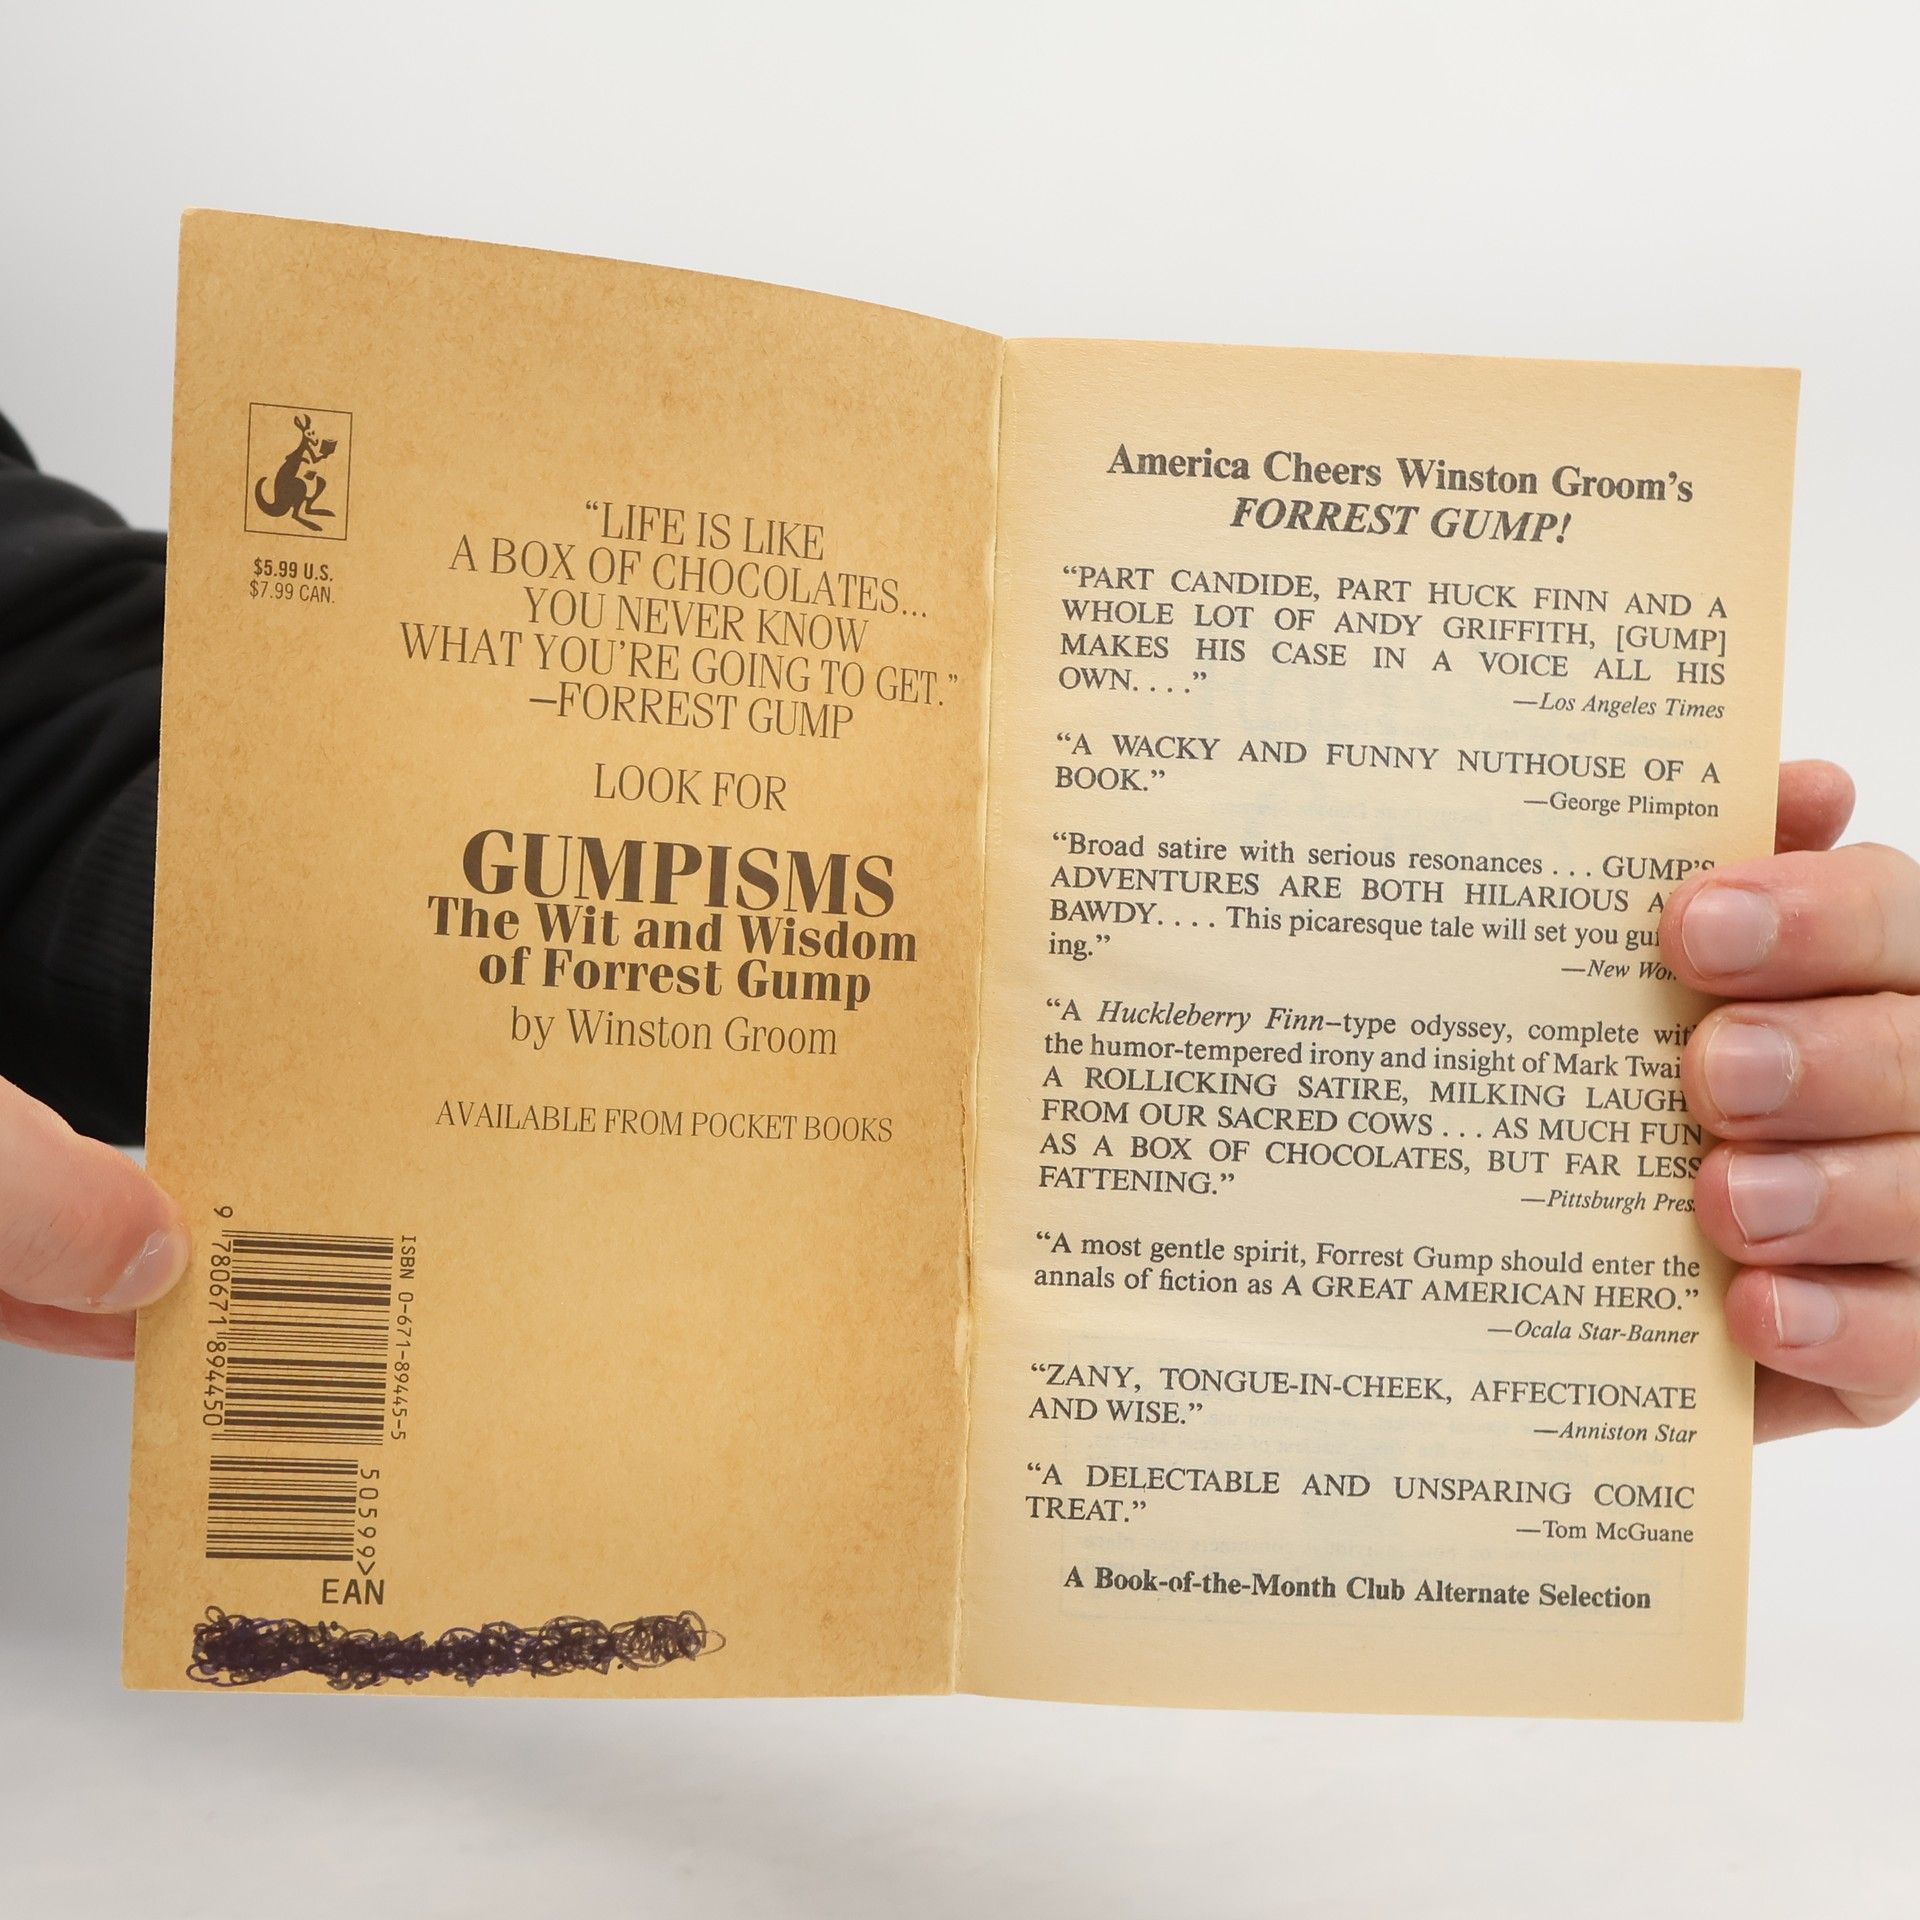 $5.99 U.S.
$7.99 CAN.
“LIFE IS LIKE
A BOX OF CHOCOLATES...
YOU NEVER KNOW
WHAT YOU’RE GOING TO GET.”
–FORREST GUMP
LOOK FOR
GUMPISMS
The Wit and Wisdom
of Forrest Gump
by Winston Groom
AVAILABLE FROM POCKET BOOKS
ISBN 0-671-89445-5
9 780671 894450
50599>
EAN
America Cheers Winston Groom’s
FORREST GUMP!
“PART CANDIDE, PART HUCK FINN AND A
WHOLE LOT OF ANDY GRIFFITH, [GUMP]
MAKES HIS CASE IN A VOICE ALL HIS
OWN. . . .”
—Los Angeles Times
“A WACKY AND FUNNY NUTHOUSE OF A
BOOK.”
—George Plimpton
“Broad satire with serious resonances . . . GUMP’S
ADVENTURES ARE BOTH HILARIOUS
BAWDY. . . . This picaresque tale will set you
ing.”
—New
“A Huckleberry Finn–type odyssey, complete with
the humor-tempered irony and insight of Mark Twai
A ROLLICKING SATIRE, MILKING LAUGH
FROM OUR SACRED COWS . . . AS MUCH FUN
AS A BOX OF CHOCOLATES, BUT FAR LESS
FATTENING.”
—Pittsburgh Press
“A most gentle spirit, Forrest Gump should enter the
annals of fiction as A GREAT AMERICAN HERO.”
—Ocala Star-Banner
“ZANY, TONGUE-IN-CHEEK, AFFECTIONATE
AND WISE.”
—Anniston Star
“A DELECTABLE AND UNSPARING COMIC
TREAT.”
—Tom McGuane
A Book-of-the-Month Club Alternate Selection